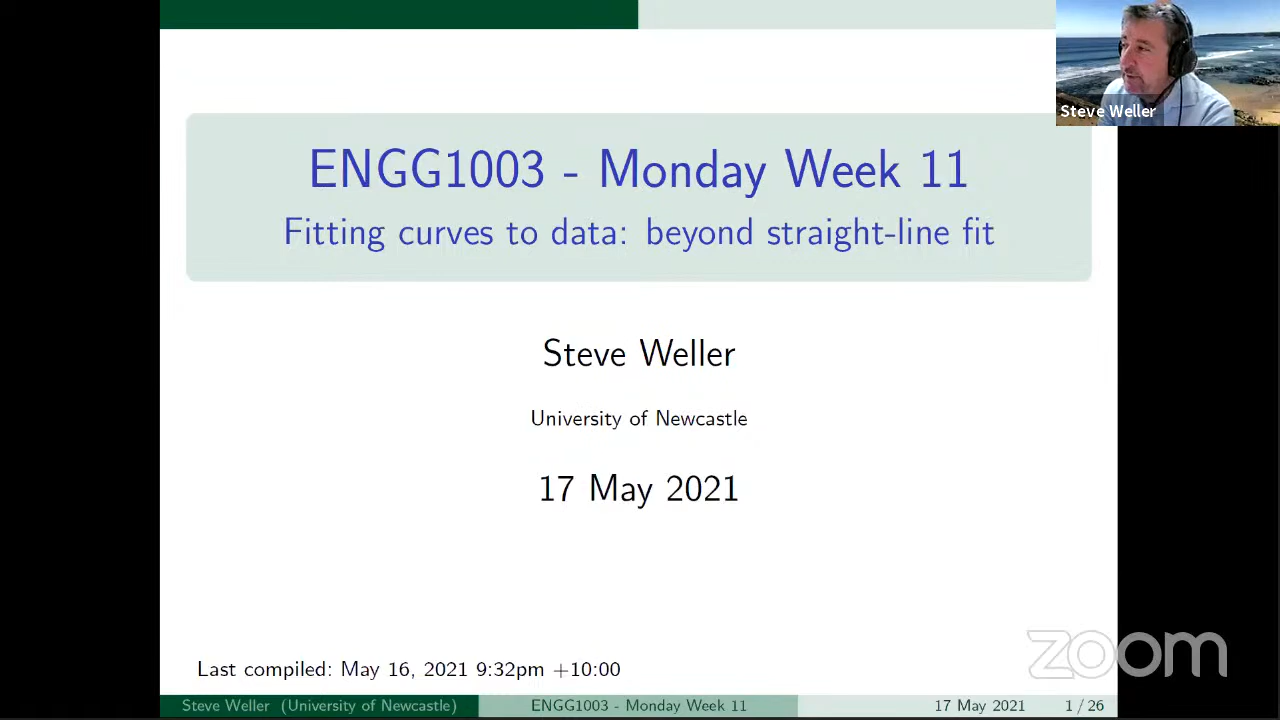 Steve Weller
ENGG1003 - Monday Week 11
Fitting curves to data: beyond straight-line fit
Steve Weller
University of Newcastle
17 May 2021
zoom
Last compiled: May 16, 2021 9:32pm +10:00
Steve Weller (University of Newcastle) ENGG1003 - Monday Week 11 17 May 2021 1 / 26